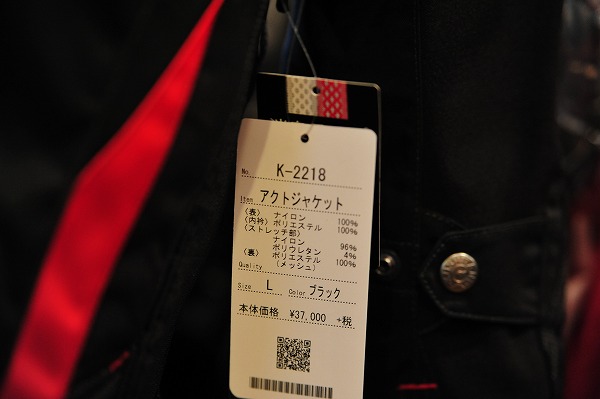 No. K-2218
Item アクトジャケット
(表) ナイロン 100%
(内衿) ポリエステル 100%
(ストレッチ部)
ナイロン 96%
ポリウレタン 4%
(裏) ポリエステル 100%
(メッシュ)
Quality
Size L Color ブラック
本体価格 ¥37,000 +税